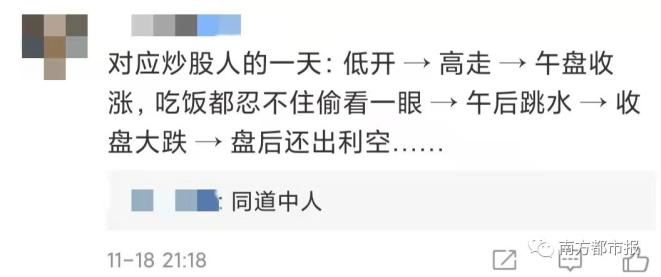 对应炒股人的一天：低开 → 高走 → 午盘收
涨，吃饭都忍不住偷看一眼 → 午后跳水 → 收
盘大跌 → 盘后还出利空……
：同道中人
11-18 21:18
南方都市报